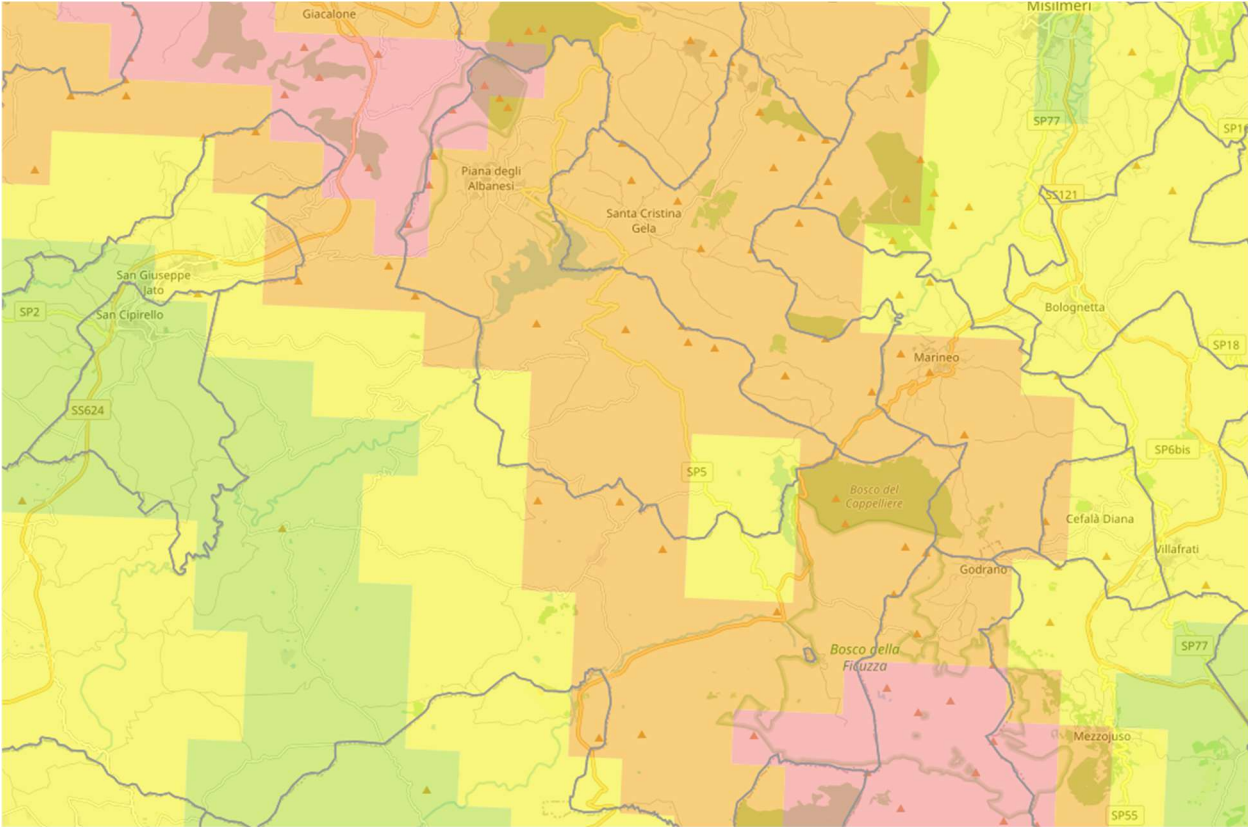 Giacalone
Misilmeri
SP77
Piana degli
Albanesi
SS121
Santa Cristina
Gela
San Giuseppe
Jato
SP2
San Cipirello
Bolognetta
SP18
Marineo
SS624
SP6bis
SP5
Bosco del
Cappelliere
Cefalà Diana
Villafrati
Godrano
SP77
Bosco della
Ficuzza
Mezzojuso
SP55